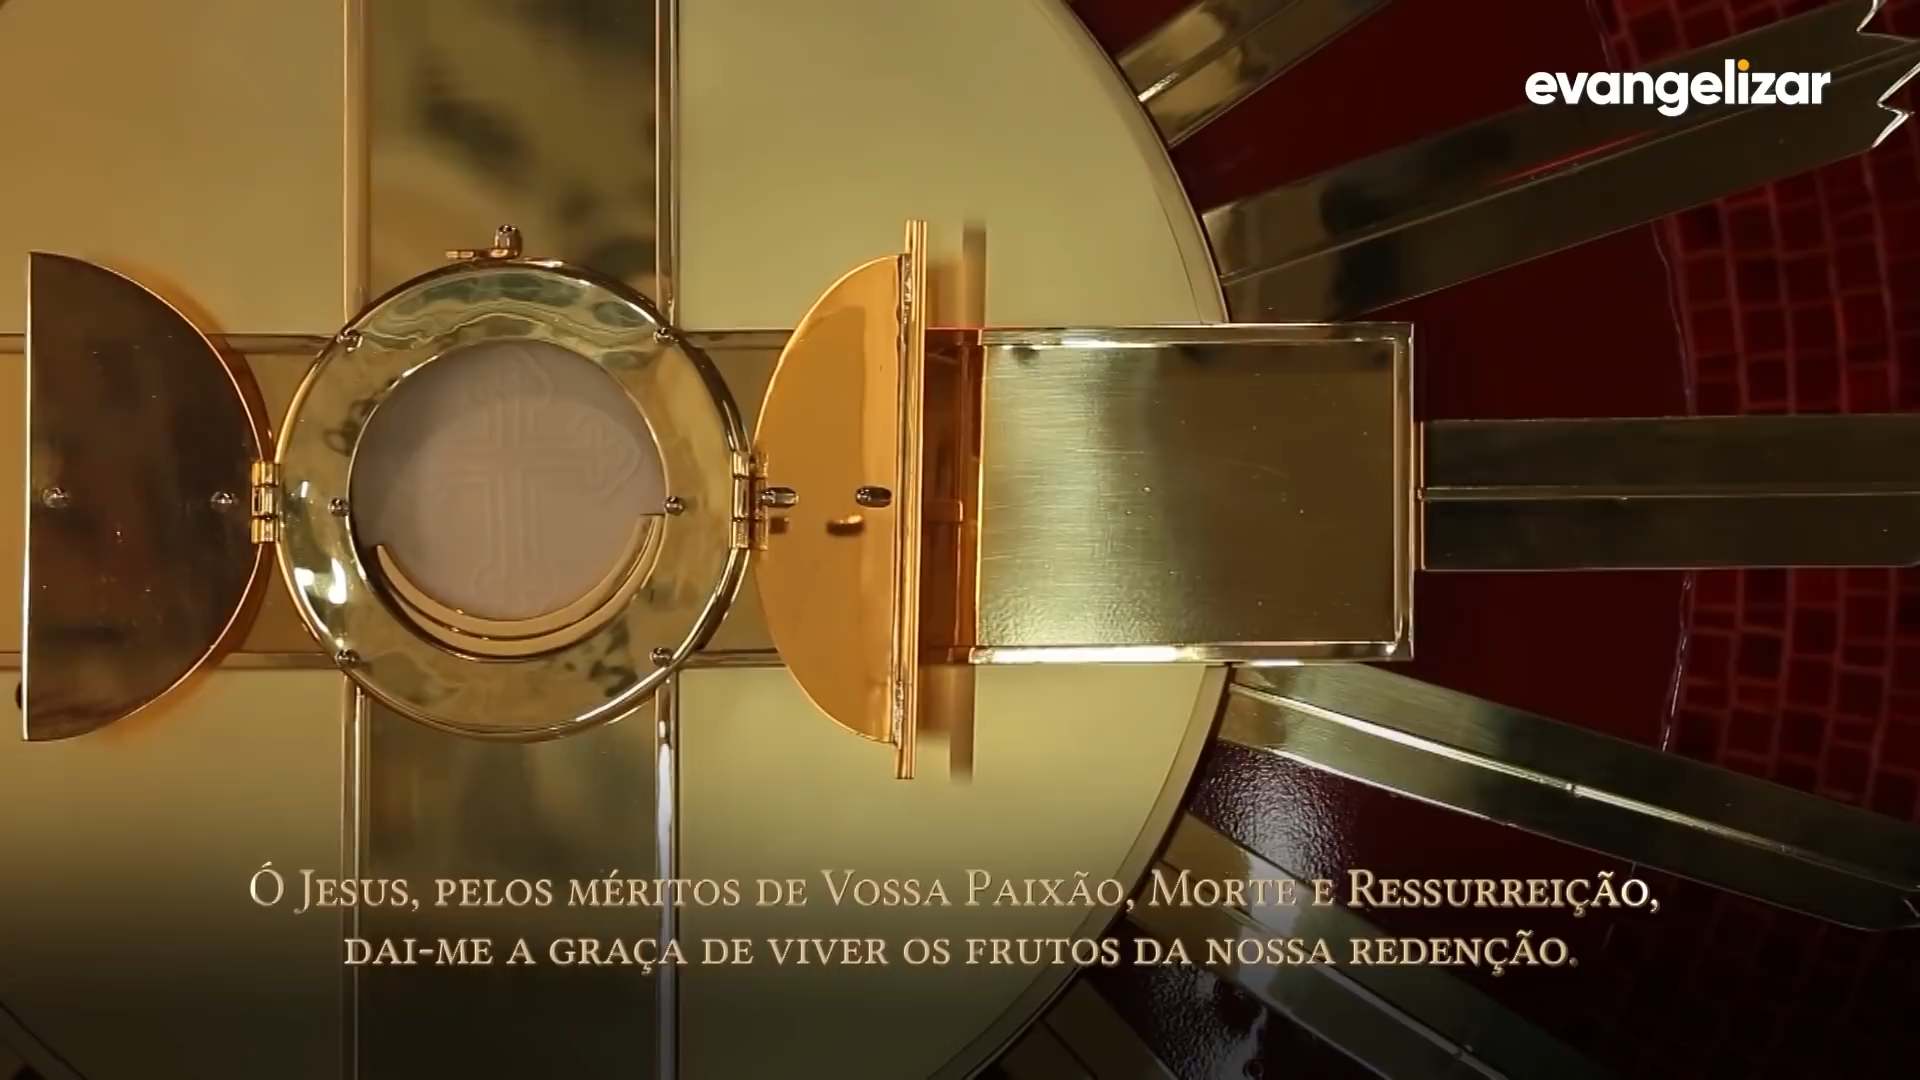 evangelizar
Ó Jesus, pelos méritos de Vossa Paixão, Morte e Ressurreição,
dai-me a graça de viver os frutos da nossa redenção.